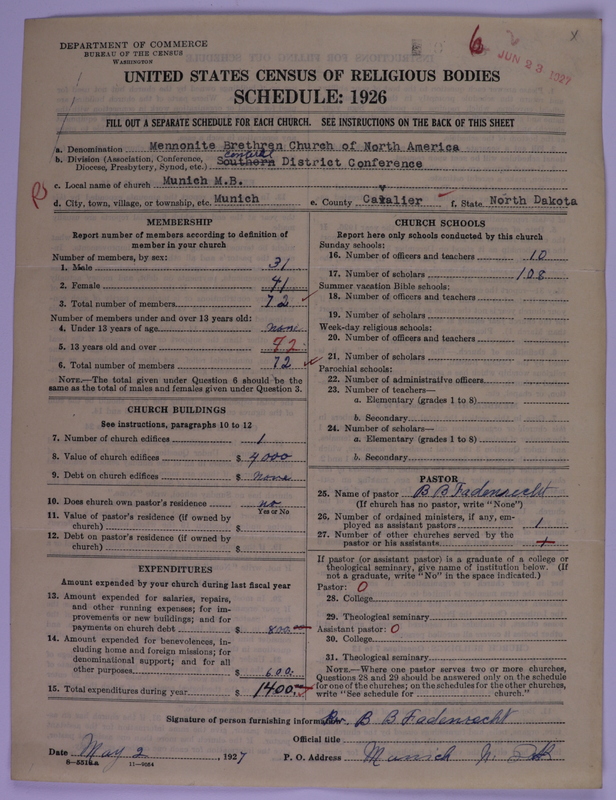 DEPARTMENT OF COMMERCE
BUREAU OF THE CENSUS
WASHINGTON
6
JUN 23 1927
UNITED STATES CENSUS OF RELIGIOUS BODIES
SCHEDULE: 1926
FILL OUT A SEPARATE SCHEDULE FOR EACH CHURCH. SEE INSTRUCTIONS ON THE BACK OF THIS SHEET
a. Denomination Mennonite Brethren Church of North America
b. Division (Association, Conference, Diocese, Presbytery, Synod, etc.) Southern Central District Conference
c. Local name of church Munich M.B.
d. City, town, village, or township, etc. Munich e. County Cavalier f. State North Dakota
MEMBERSHIP
Report number of members according to definition of
member in your church
Number of members, by sex:
1. Male 31
2. Female 41
3. Total number of members 72
Number of members under and over 13 years old:
4. Under 13 years of age none
5. 13 years old and over 72
6. Total number of members 72
NOTE.—The total given under Question 6 should be the
same as the total of males and females given under Question 3.
CHURCH BUILDINGS
See instructions, paragraphs 10 to 12
7. Number of church edifices 1
8. Value of church edifices $ 4000
9. Debt on church edifices $ None
10. Does church own pastor's residence no
Yes or No
11. Value of pastor's residence (if owned by
church) $
12. Debt on pastor's residence (if owned by
church) $
EXPENDITURES
Amount expended by your church during last fiscal year
13. Amount expended for salaries, repairs,
and other running expenses; for im-
provements or new buildings; and for
payments on church debt $ 800.00
14. Amount expended for benevolences, in-
cluding home and foreign missions; for
denominational support; and for all
other purposes $ 600
15. Total expenditures during year $ 1400
CHURCH SCHOOLS
Report here only schools conducted by this church
Sunday schools:
16. Number of officers and teachers 10
17. Number of scholars 108
Summer vacation Bible schools:
18. Number of officers and teachers
19. Number of scholars
Week-day religious schools:
20. Number of officers and teachers
21. Number of scholars
Parochial schools:
22. Number of administrative officers
23. Number of teachers—
a. Elementary (grades 1 to 8)
b. Secondary
24. Number of scholars—
a. Elementary (grades 1 to 8)
b. Secondary
PASTOR
25. Name of pastor B B Fadenrecht
(If church has no pastor, write "None")
26. Number of ordained ministers, if any, em-
ployed as assistant pastors 1
27. Number of other churches served by the
pastor or his assistants 1
If pastor (or assistant pastor) is a graduate of a college or
theological seminary, give name of institution below. (If
not a graduate, write "No" in the space indicated.)
Pastor: 0
28. College
29. Theological seminary
Assistant pastor: 0
30. College
31. Theological seminary
NOTE.—Where one pastor serves two or more churches,
Questions 28 and 29 should be answered only on the schedule
for one of the churches; on the schedules for the other churches,
write "See schedule for church."
Signature of person furnishing information Rev. B B Fadenrecht
Official title
Date May 2, 1927 P. O. Address Munich N. Dak
8-551a 11-9064